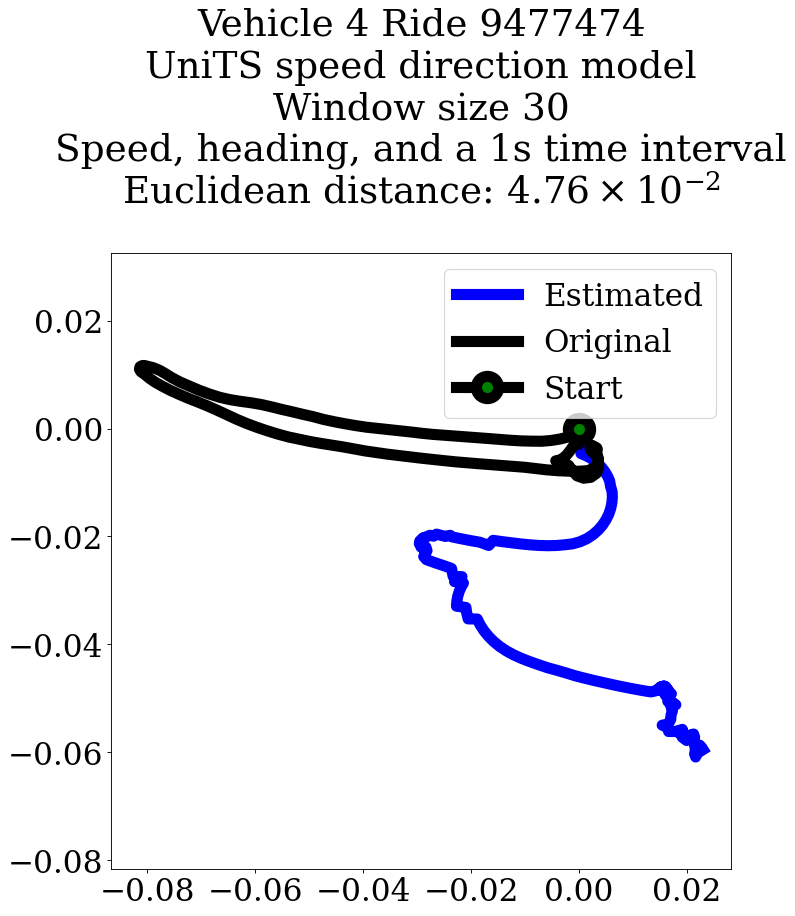 Vehicle 4 Ride 9477474
UniTS speed direction model
Window size 30
Speed, heading, and a 1s time interval
Euclidean distance: 4.76 × 10⁻²
Estimated
Original
Start
0.02
0.00
−0.02
−0.04
−0.06
−0.08
−0.08 −0.06 −0.04 −0.02 0.00 0.02